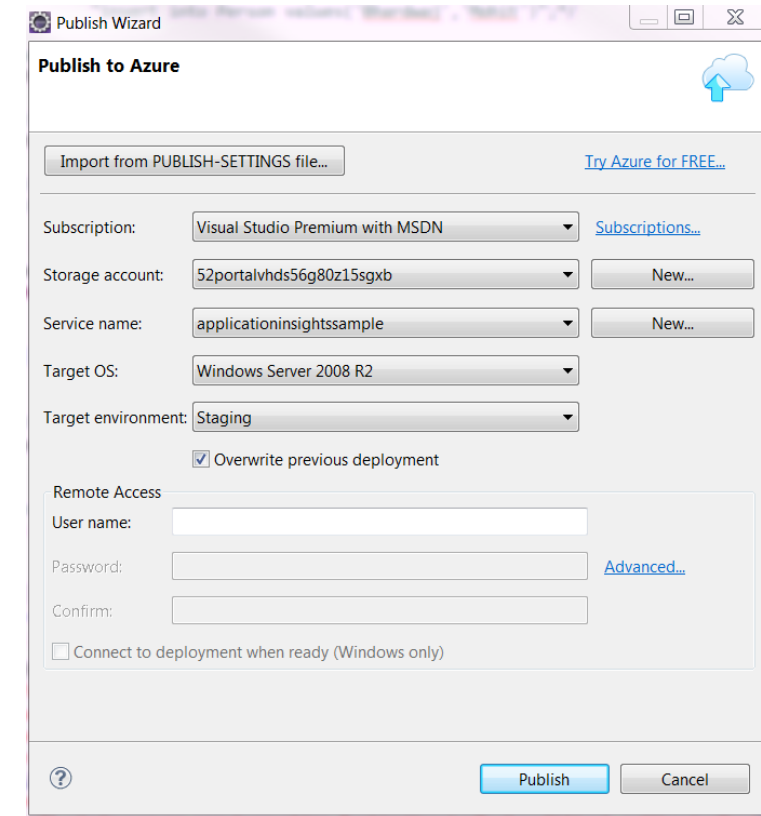 Publish Wizard
Publish to Azure
Import from PUBLISH-SETTINGS file... Try Azure for FREE...
Subscription: Visual Studio Premium with MSDN Subscriptions...
Storage account: 52portalvhds56g80z15sgxb New...
Service name: applicationinsightssample New...
Target OS: Windows Server 2008 R2
Target environment: Staging
Overwrite previous deployment
Remote Access
User name:
Password: Advanced...
Confirm:
Connect to deployment when ready (Windows only)
? Publish Cancel